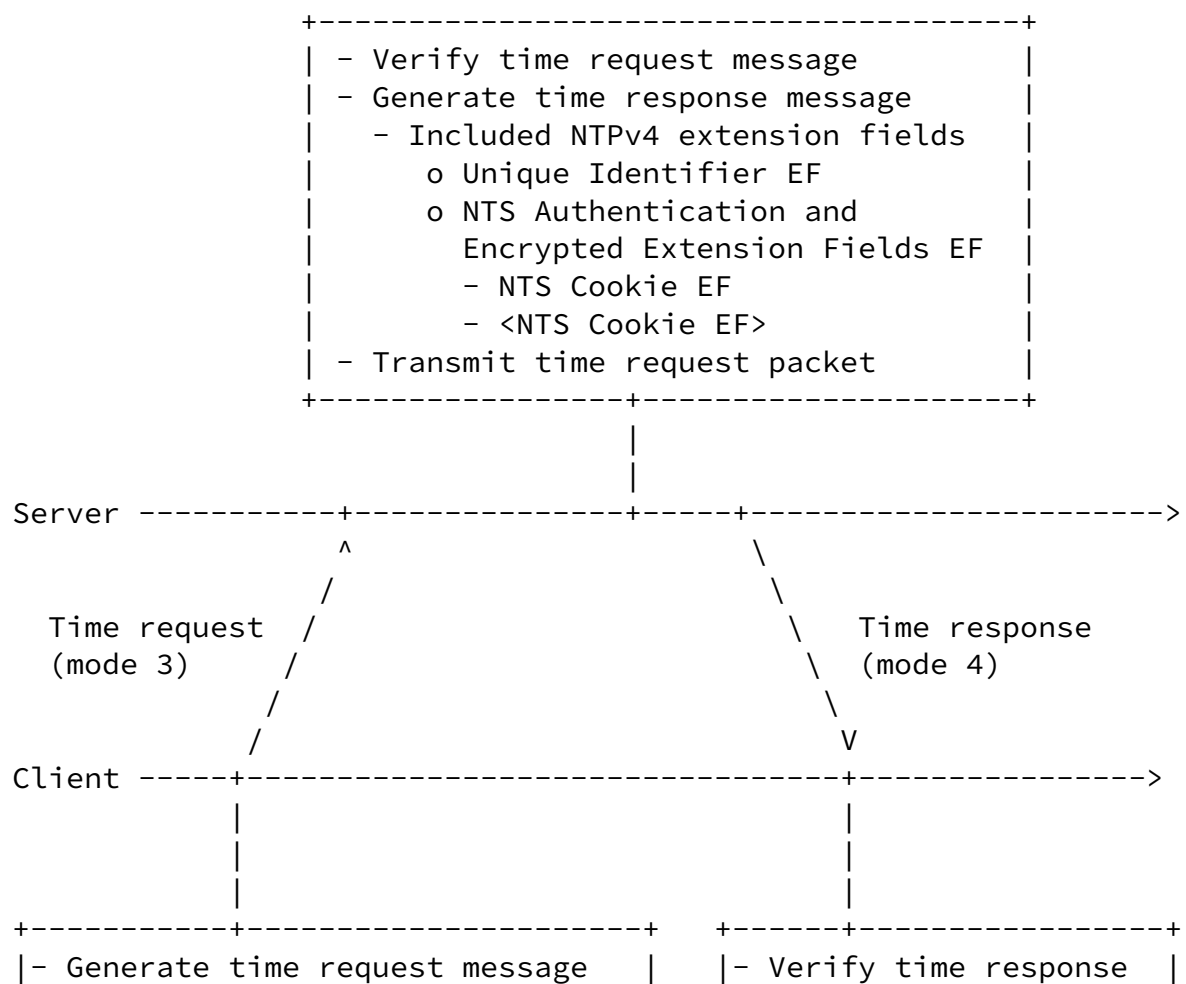 - Verify time request message
- Generate time response message
- Included NTPv4 extension fields
o Unique Identifier EF
o NTS Authentication and
Encrypted Extension Fields EF
- NTS Cookie EF
- <NTS Cookie EF>
- Transmit time request packet
Server
Time request
(mode 3)
Time response
(mode 4)
Client
- Generate time request message
- Verify time response